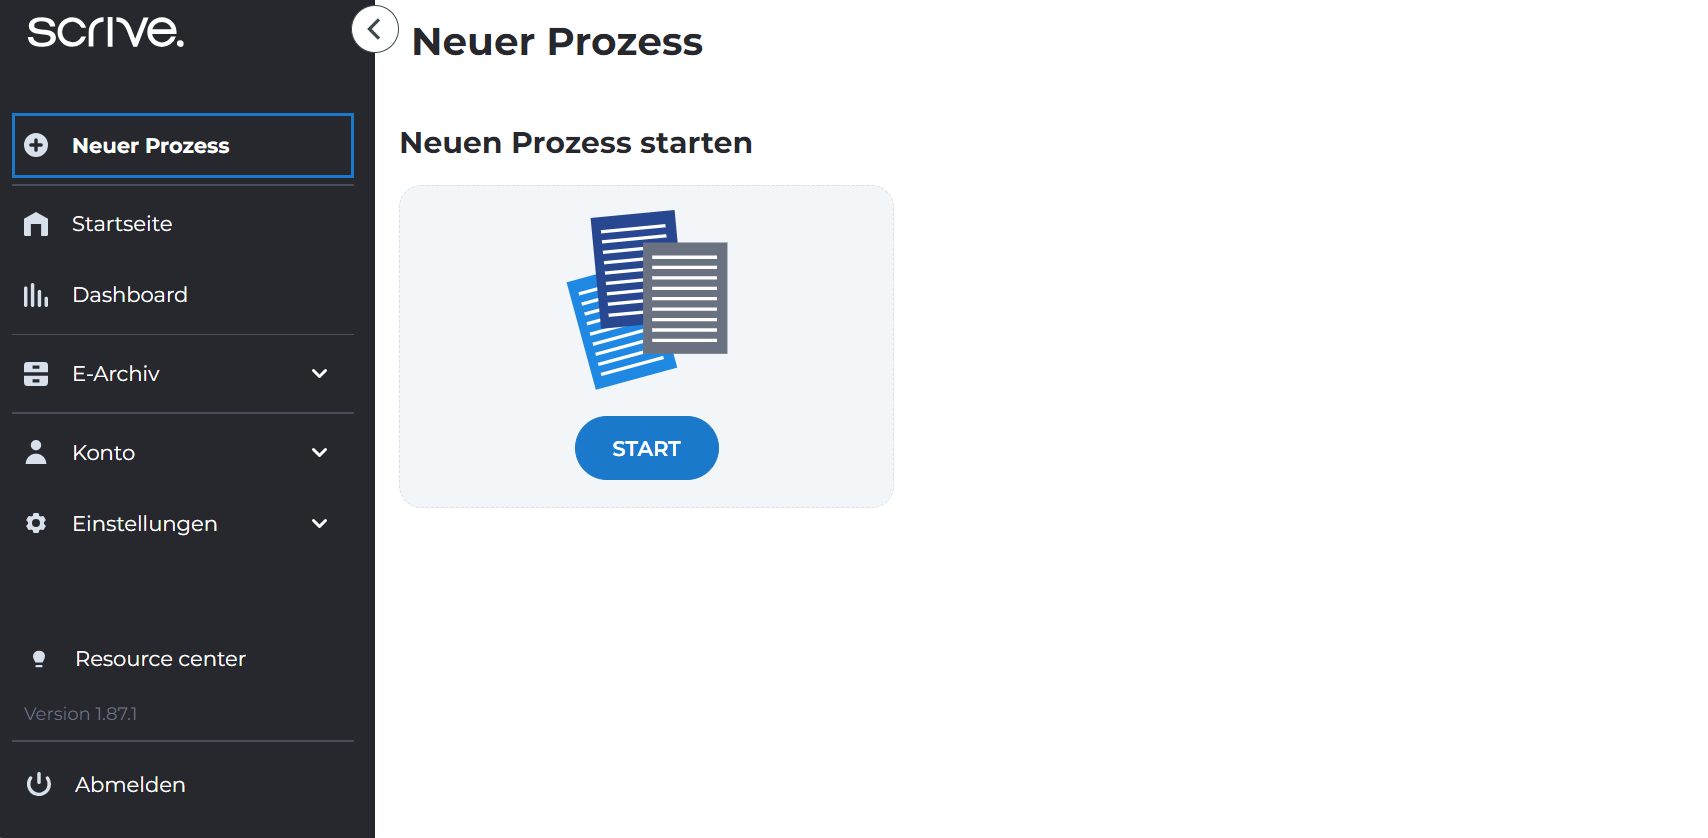 scrive.
Neuer Prozess
Startseite
Dashboard
E-Archiv
Konto
Einstellungen
Resource center
Version 1.87.1
Abmelden
Neuer Prozess
Neuen Prozess starten
START